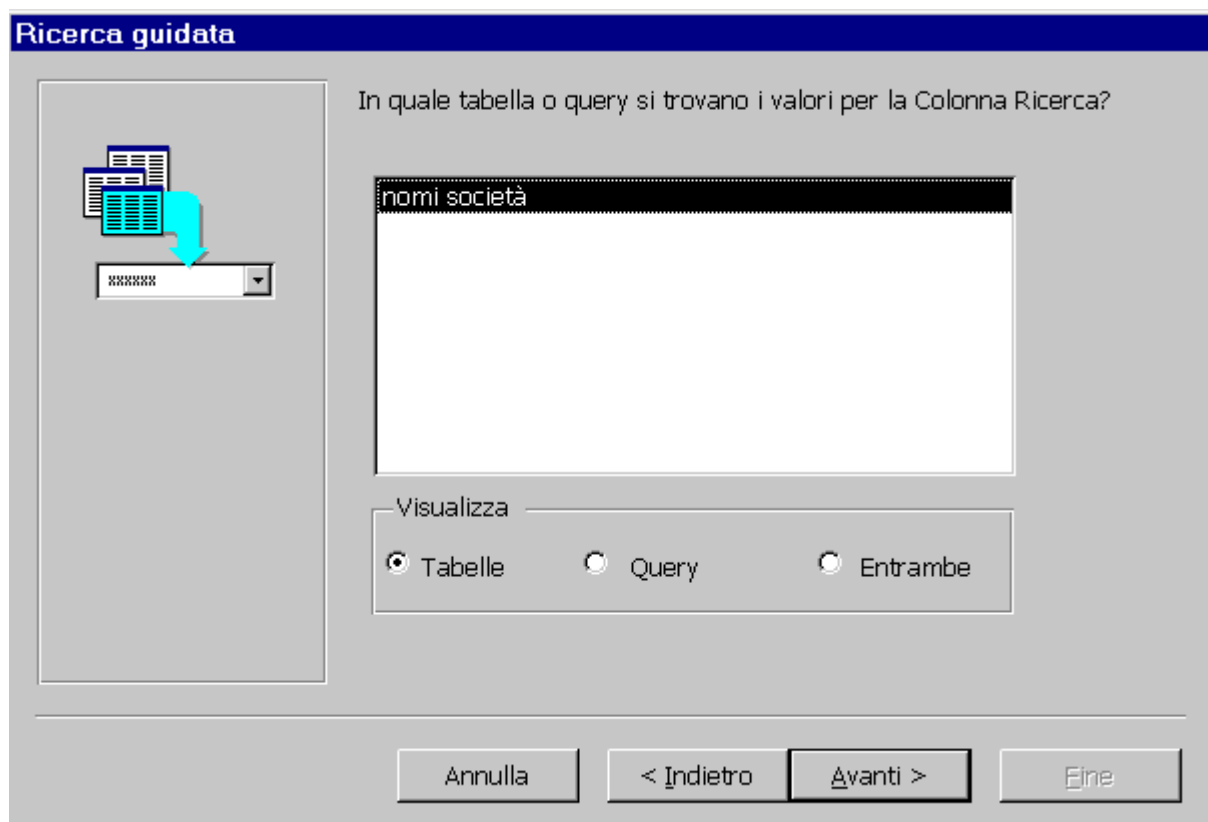 Ricerca guidata
In quale tabella o query si trovano i valori per la Colonna Ricerca?
nomi società
xxxxxx
Visualizza
Tabelle Query Entrambe
Annulla < Indietro Avanti > Fine